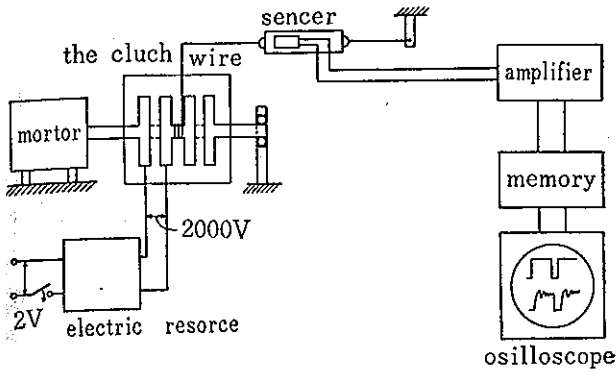 sencer
the cluch wire
amplifier
mortor
memory
2000V
2V
electric resorce
osilloscope